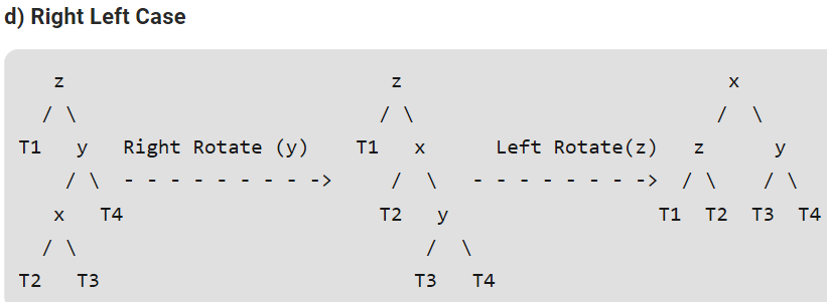 d) Right Left Case
z z x
/ \ / \ / \
T1 y Right Rotate (y) T1 x Left Rotate(z) z y
/ \ - - - - - - - - -> / \ - - - - - - - -> / \ / \
x T4 T2 y T1 T2 T3 T4
/ \ / \
T2 T3 T3 T4